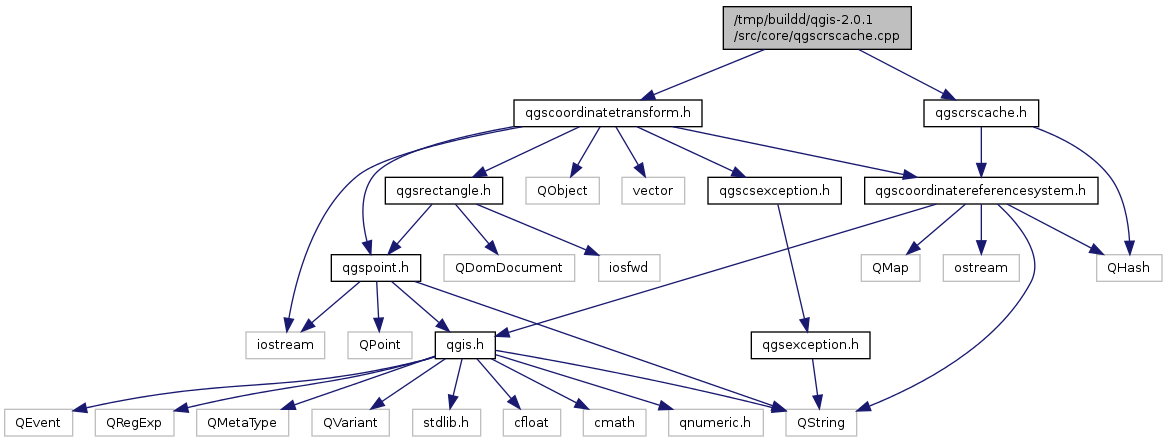 /tmp/buildd/qgis-2.0.1
/src/core/qgscrscache.cpp
qgscoordinatetransform.h
qgscrscache.h
qgsrectangle.h
QObject
vector
qgscsexception.h
qgscoordinatereferencesystem.h
qgspoint.h
QDomDocument
iosfwd
QMap
ostream
QHash
iostream
QPoint
qgis.h
qgsexception.h
QEvent
QRegExp
QMetaType
QVariant
stdlib.h
cfloat
cmath
qnumeric.h
QString